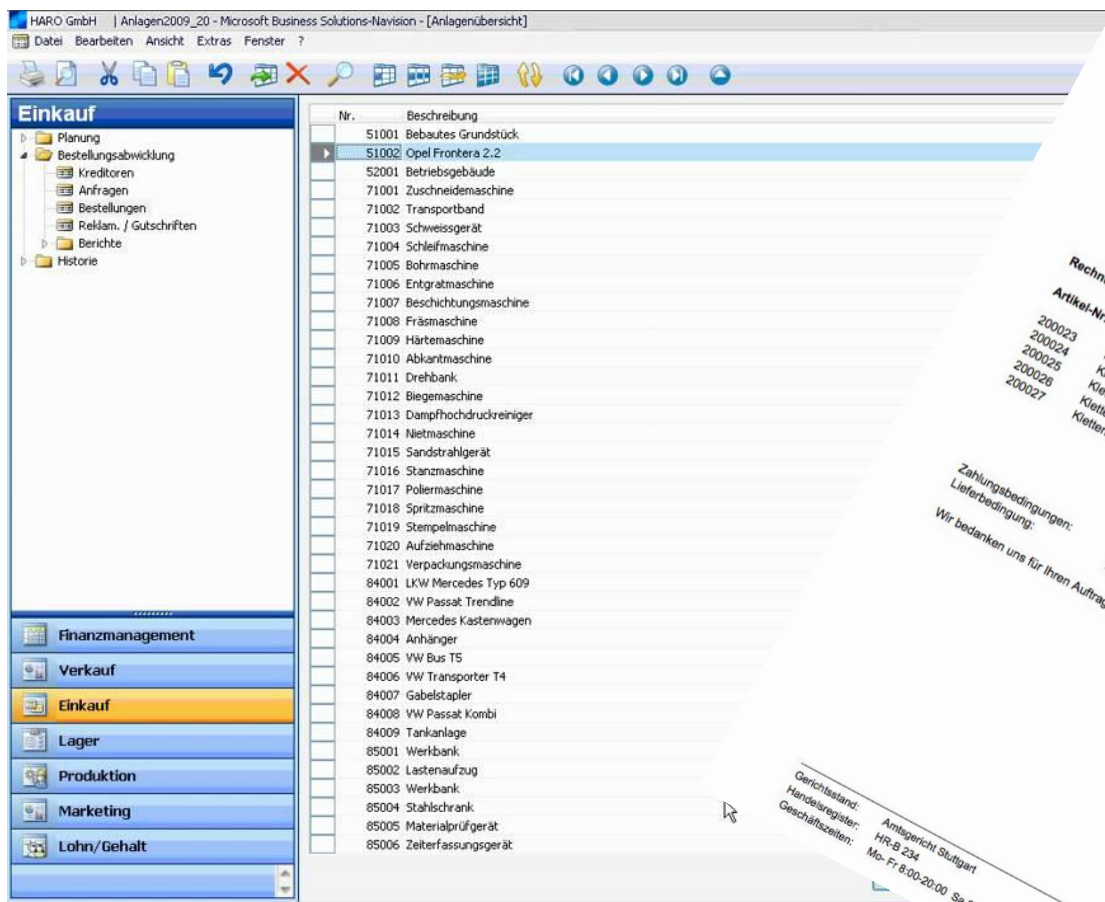 HARO GmbH | Anlagen2009_20 - Microsoft Business Solutions-Navision - [Anlagenübersicht]
Datei Bearbeiten Ansicht Extras Fenster ?
Einkauf
Planung
Bestellungsabwicklung
Kreditoren
Anfragen
Bestellungen
Reklam. / Gutschriften
Berichte
Historie
Finanzmanagement
Verkauf
Einkauf
Lager
Produktion
Marketing
Lohn/Gehalt
Nr. Beschreibung
51001 Bebautes Grundstück
51002 Opel Frontera 2.2
52001 Betriebsgebäude
71001 Zuschneidemaschine
71002 Transportband
71003 Schweissgerät
71004 Schleifmaschine
71005 Bohrmaschine
71006 Entgratmaschine
71007 Beschichtungsmaschine
71008 Fräsmaschine
71009 Härtemaschine
71010 Abkantmaschine
71011 Drehbank
71012 Biegemaschine
71013 Dampfhochdruckreiniger
71014 Nietmaschine
71015 Sandstrahlgerät
71016 Stanzmaschine
71017 Poliermaschine
71018 Spritzmaschine
71019 Stempelmaschine
71020 Aufziehmaschine
71021 Verpackungsmaschine
84001 LKW Mercedes Typ 609
84002 VW Passat Trendline
84003 Mercedes Kastenwagen
84004 Anhänger
84005 VW Bus T5
84006 VW Transporter T4
84007 Gabelstapler
84008 VW Passat Kombi
84009 Tankanlage
85001 Werkbank
85002 Lastenaufzug
85003 Werkbank
85004 Stahlschrank
85005 Materialprüfgerät
85006 Zeiterfassungsgerät
Rechn
Artikel-Nr.
200023
200024 K
200025 Kle
200026 Klette
200027 Kletter
Zahlungsbedingungen:
Lieferbedingung:
Wir bedanken uns für Ihren Auftrag
Gerichtsstand: Amtsgericht Stuttgart
Handelsregister: HR-B 234
Geschäftszeiten: Mo- Fr 8:00-20:00 Sa